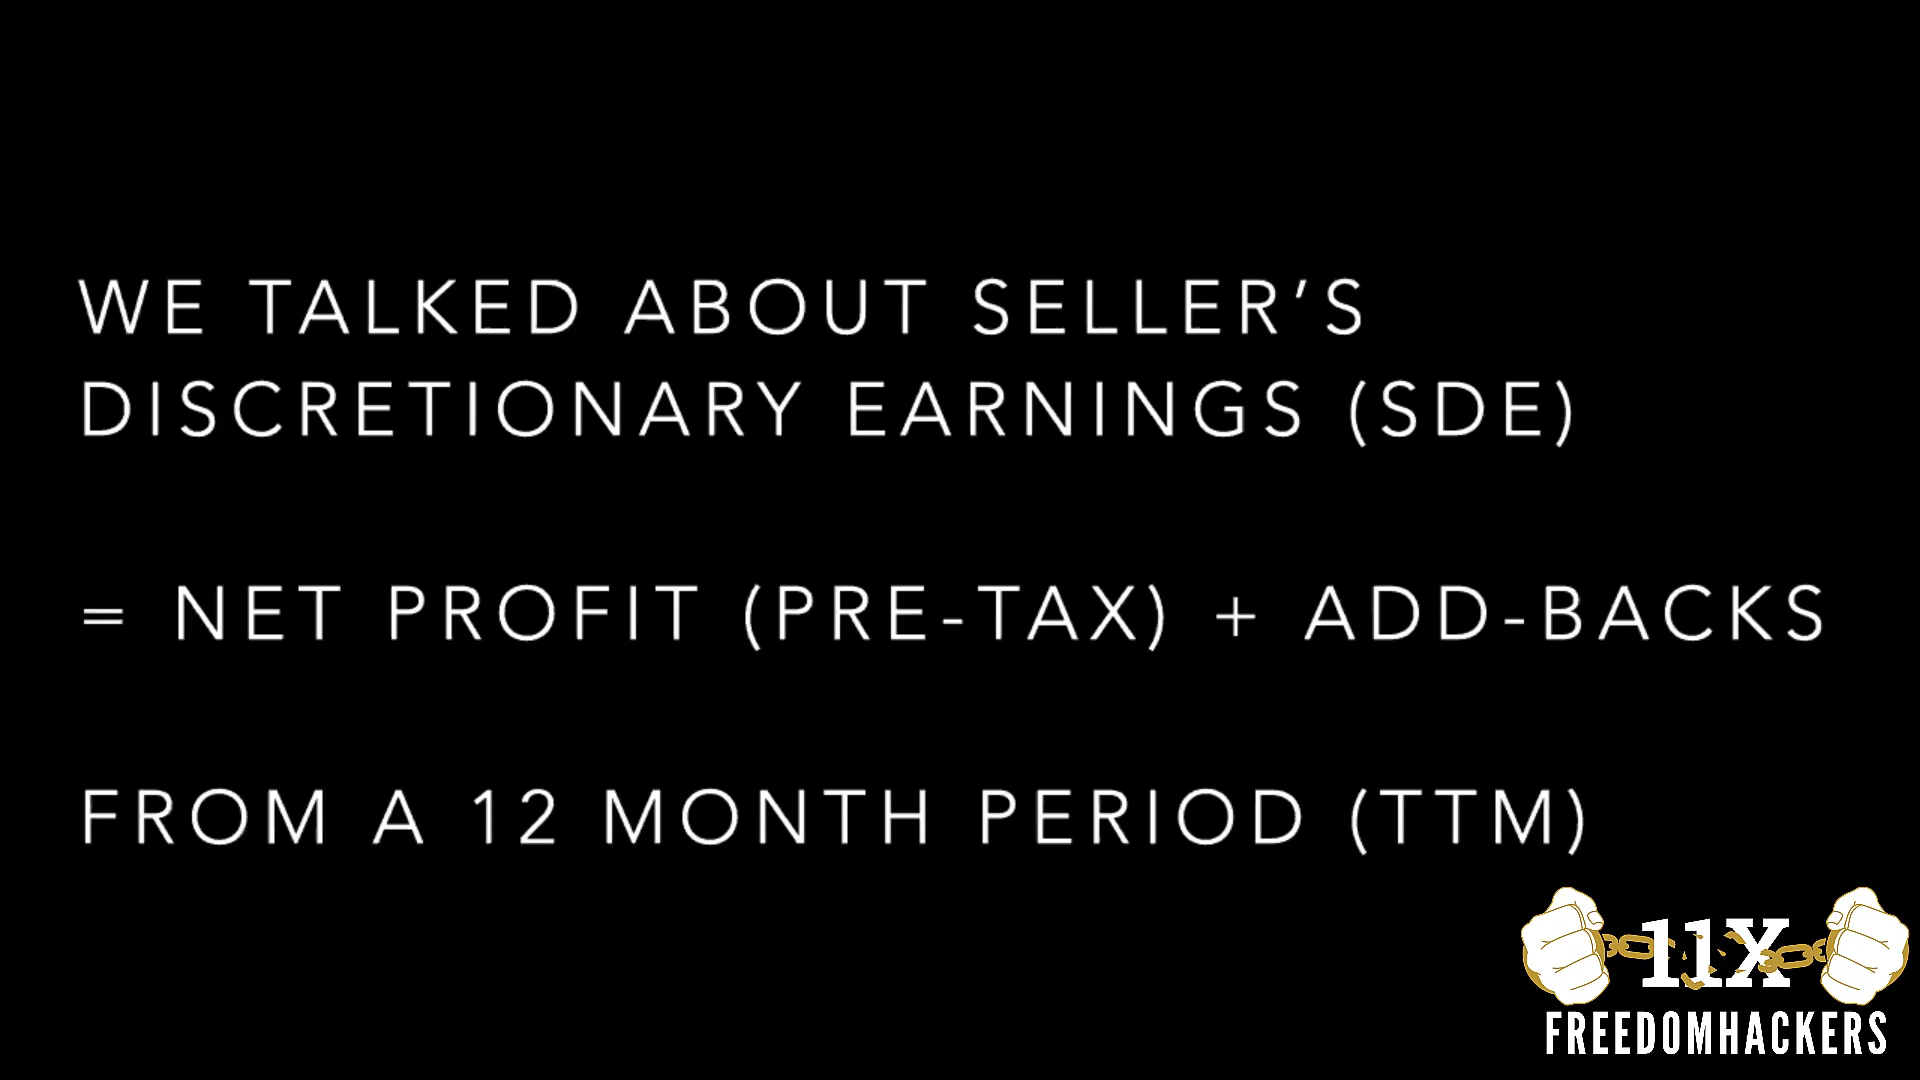 WE TALKED ABOUT SELLER’S
DISCRETIONARY EARNINGS (SDE)
= NET PROFIT (PRE-TAX) + ADD-BACKS
FROM A 12 MONTH PERIOD (TTM)
11X
FREEDOMHACKERS